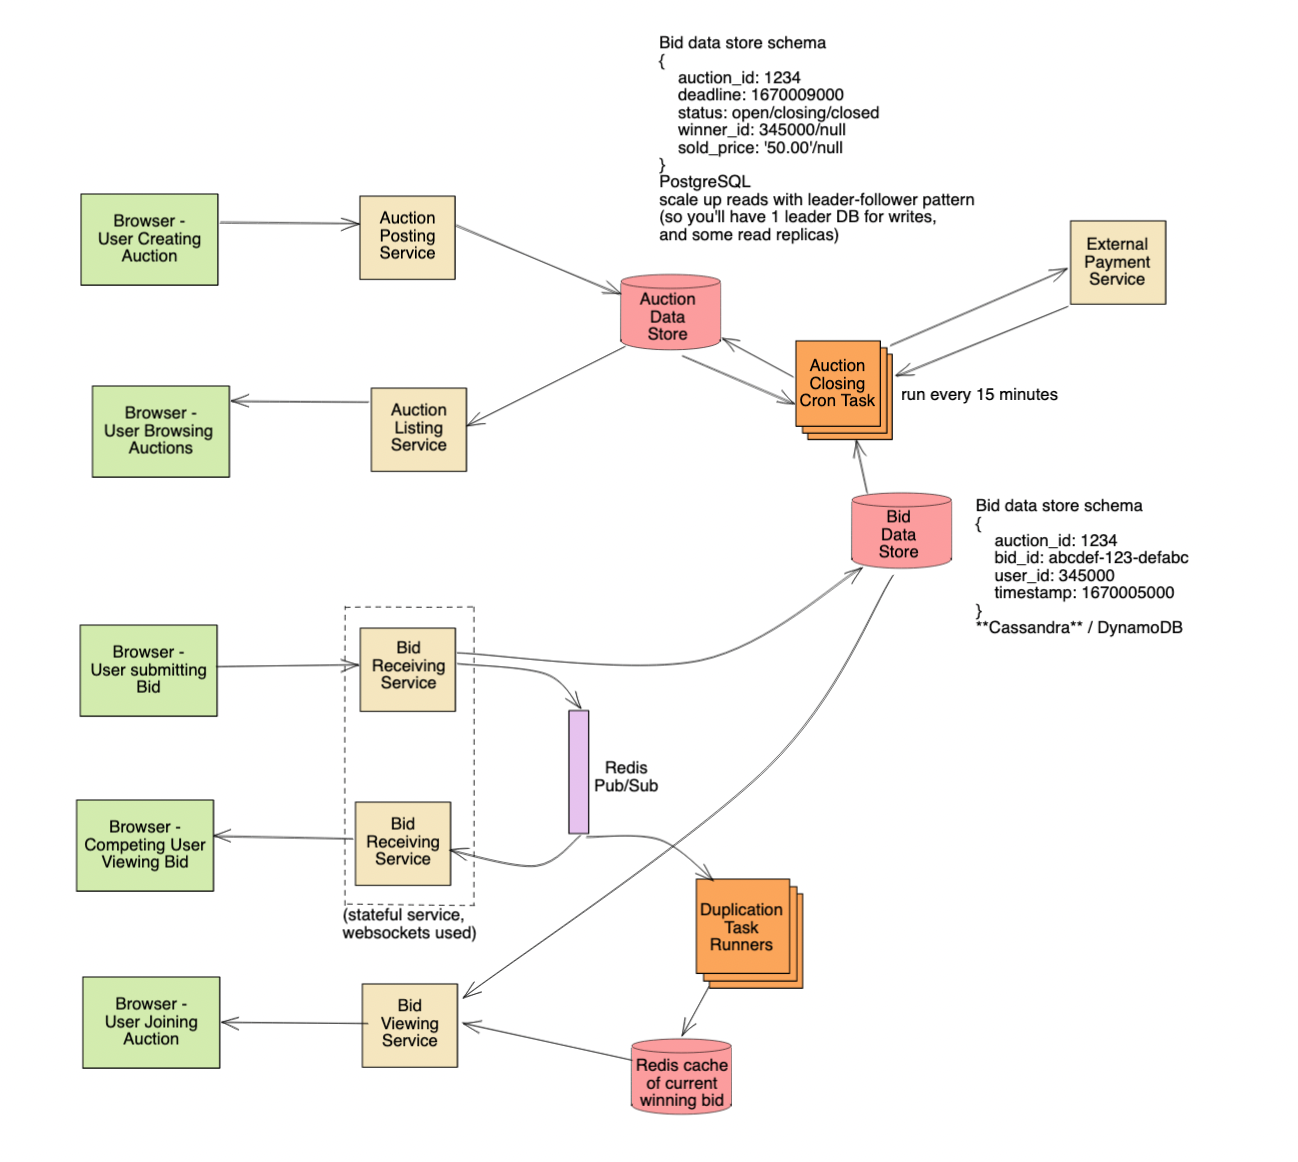 Bid data store schema
{
auction_id: 1234
deadline: 1670009000
status: open/closing/closed
winner_id: 345000/null
sold_price: '50.00'/null
}
PostgreSQL
scale up reads with leader-follower pattern
(so you'll have 1 leader DB for writes,
and some read replicas)
Browser -
User Creating
Auction
Auction
Posting
Service
External
Payment
Service
Auction
Data
Store
Auction
Closing
Cron Task
run every 15 minutes
Browser -
User Browsing
Auctions
Auction
Listing
Service
Bid
Data
Store
Bid data store schema
{
auction_id: 1234
bid_id: abcdef-123-defabc
user_id: 345000
timestamp: 1670005000
}
**Cassandra** / DynamoDB
Browser -
User submitting
Bid
Bid
Receiving
Service
Redis
Pub/Sub
Browser -
Competing User
Viewing Bid
Bid
Receiving
Service
(stateful service,
websockets used)
Duplication
Task
Runners
Browser -
User Joining
Auction
Bid
Viewing
Service
Redis cache
of current
winning bid